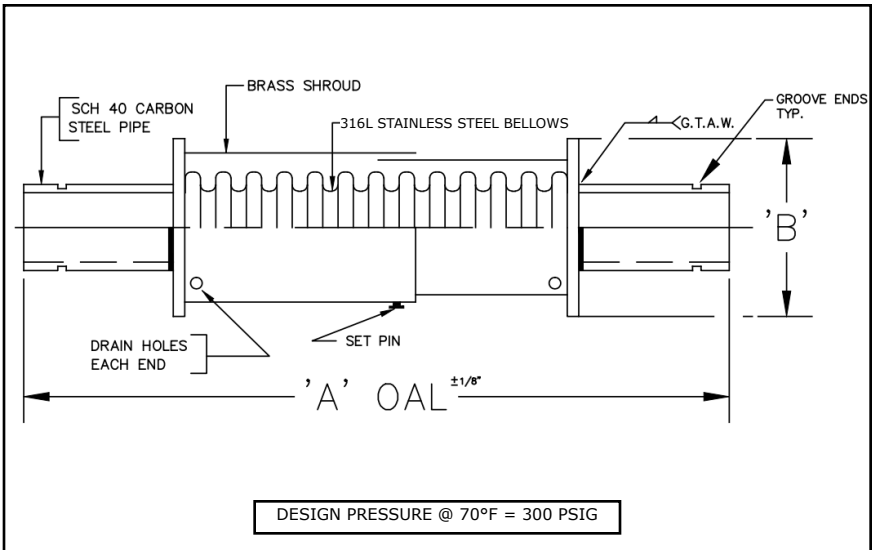 BRASS SHROUD
SCH 40 CARBON
STEEL PIPE
316L STAINLESS STEEL BELLOWS
G.T.A.W.
GROOVE ENDS
TYP.
'B'
DRAIN HOLES
EACH END
SET PIN
'A' OAL ±1/8"
DESIGN PRESSURE @ 70°F = 300 PSIG